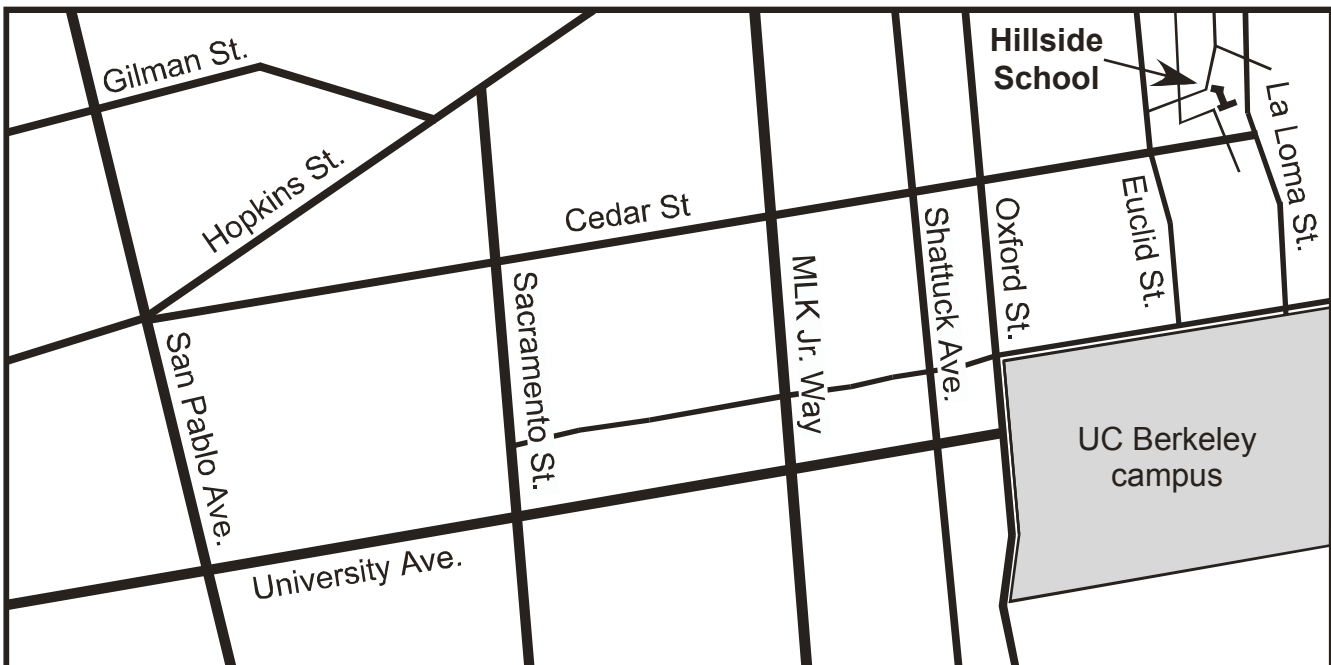 Gilman St.
Hillside
School
La Loma St.
Hopkins St.
Cedar St
Euclid St.
Oxford St.
Shattuck Ave.
MLK Jr. Way
Sacramento St.
San Pablo Ave.
UC Berkeley
campus
University Ave.